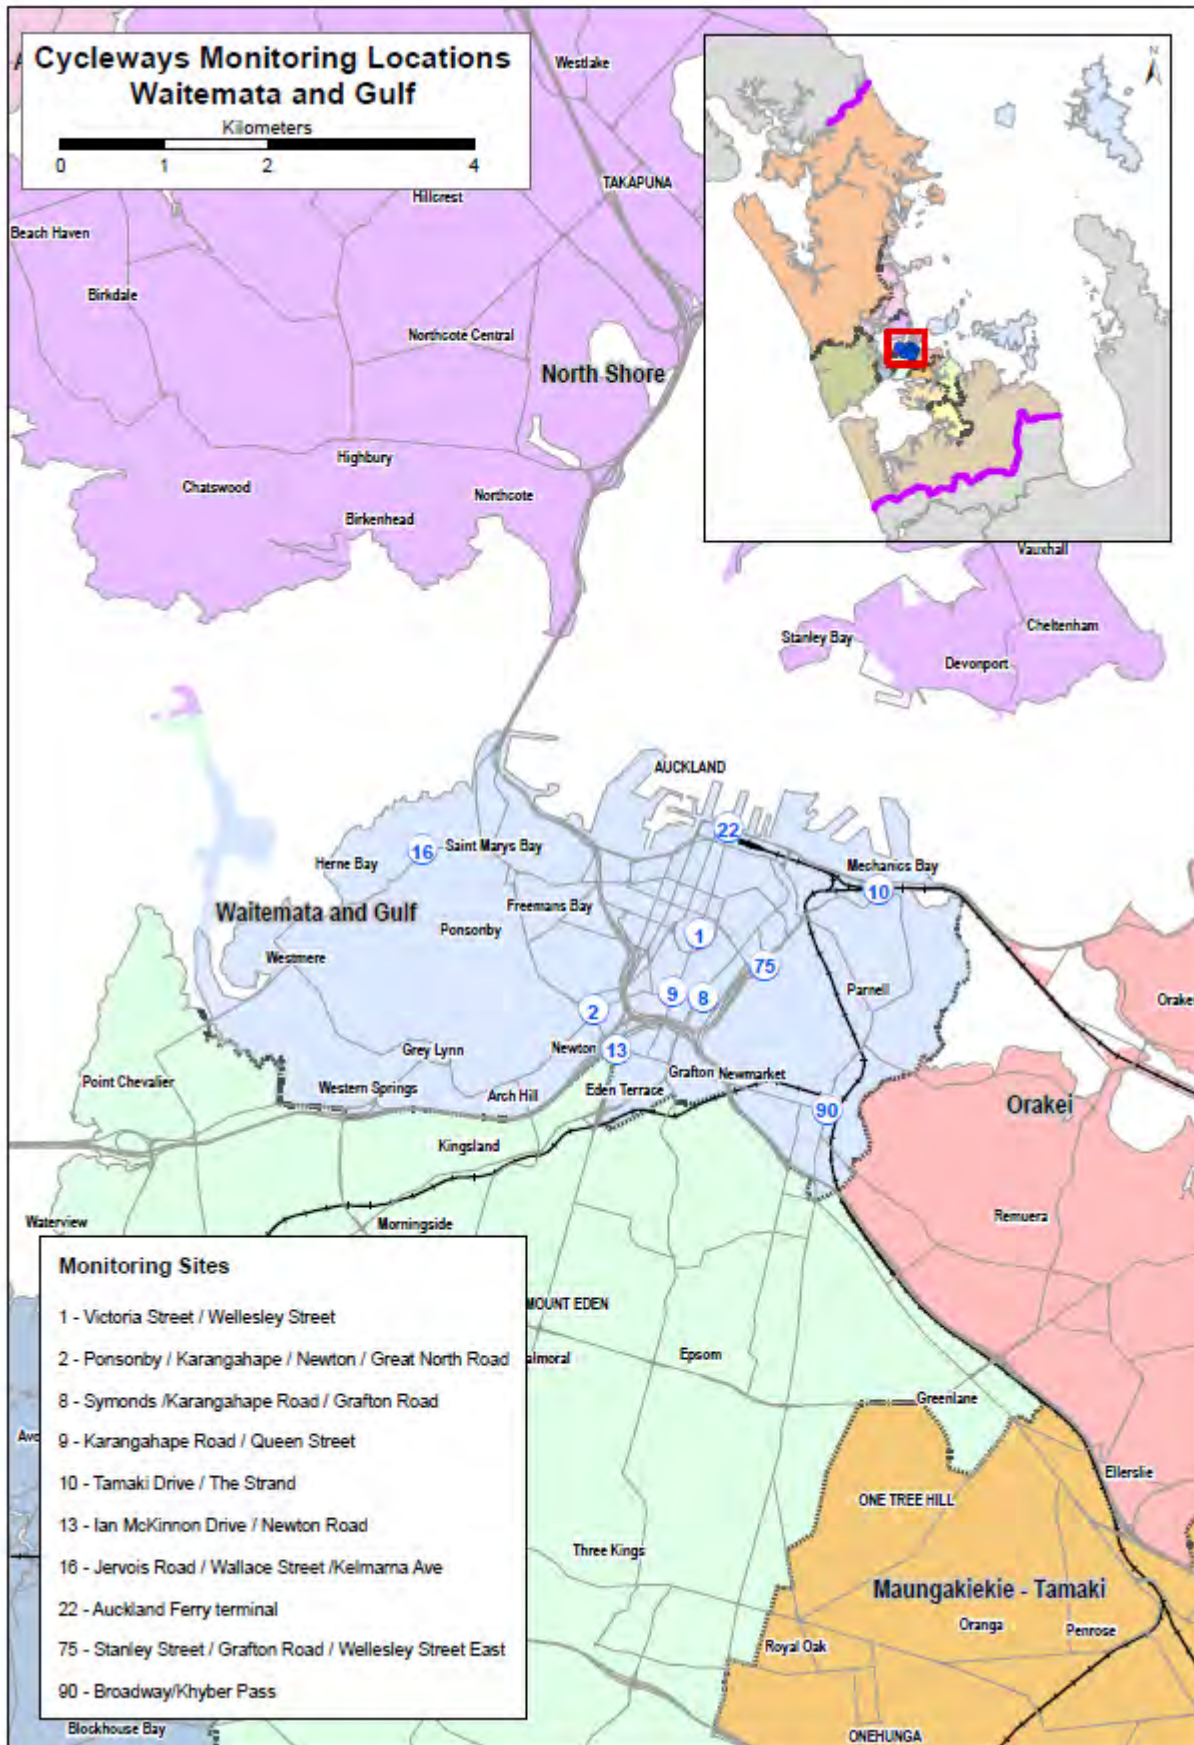 Cycleways Monitoring Locations
Waitemata and Gulf
Kilometers
0 1 2 4
N
Westlake
TAKAPUNA
Hillcrest
Beach Haven
Birkdale
Northcote Central
North Shore
Highbury
Chatswood
Northcote
Birkenhead
Vauxhall
Cheltenham
Stanley Bay
Devonport
AUCKLAND
22
Saint Marys Bay
16
Herne Bay
Mechanics Bay
10
Freemans Bay
Waitemata and Gulf
Ponsonby
1
Westmere
75
Parnell
9
8
2
Orake
Newton
13
Grey Lynn
Grafton
Newmarket
Point Chevalier
Western Springs
Arch Hill
Eden Terrace
90
Orakei
Kingsland
Remuera
Waterview
Morningside
MOUNT EDEN
almoral
Epsom
Greenlane
Avo
Ellerslie
ONE TREE HILL
Three Kings
Maungakiekie - Tamaki
Oranga
Penrose
Royal Oak
Blockhouse Bay
ONEHUNGA
Monitoring Sites
1 - Victoria Street / Wellesley Street
2 - Ponsonby / Karangahape / Newton / Great North Road
8 - Symonds /Karangahape Road / Grafton Road
9 - Karangahape Road / Queen Street
10 - Tamaki Drive / The Strand
13 - Ian McKinnon Drive / Newton Road
16 - Jervois Road / Wallace Street /Kelmarna Ave
22 - Auckland Ferry terminal
75 - Stanley Street / Grafton Road / Wellesley Street East
90 - Broadway/Khyber Pass